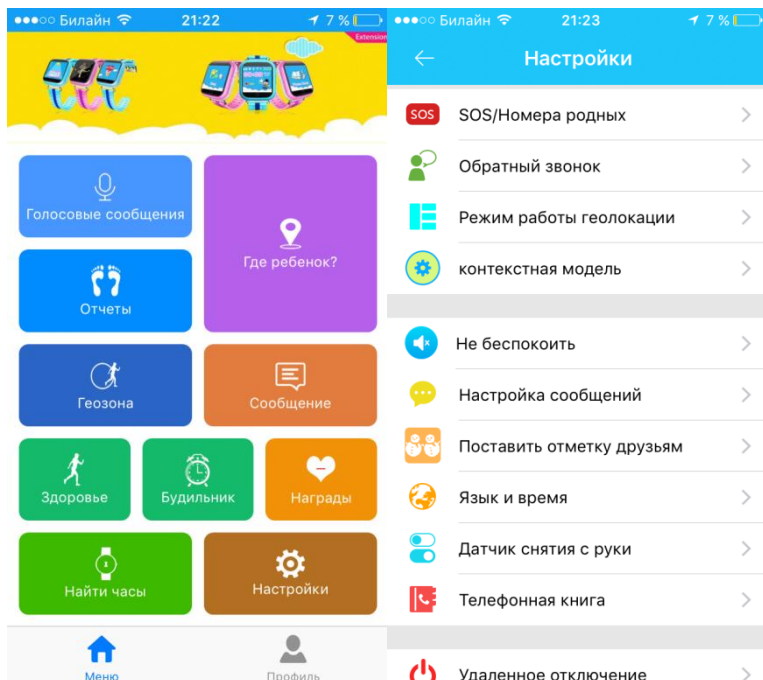 ●●●○○ Билайн 21:22 7 %
Extension
Голосовые сообщения
Где ребенок?
Отчеты
Геозона
Сообщение
Здоровье
Будильник
Награды
Найти часы
Настройки
Меню
Профиль
●●●○○ Билайн 21:23 7 %
Настройки
SOS SOS/Номера родных
Обратный звонок
Режим работы геолокации
контекстная модель
Не беспокоить
Настройка сообщений
Поставить отметку друзьям
Язык и время
Датчик снятия с руки
Телефонная книга
Удаленное отключение